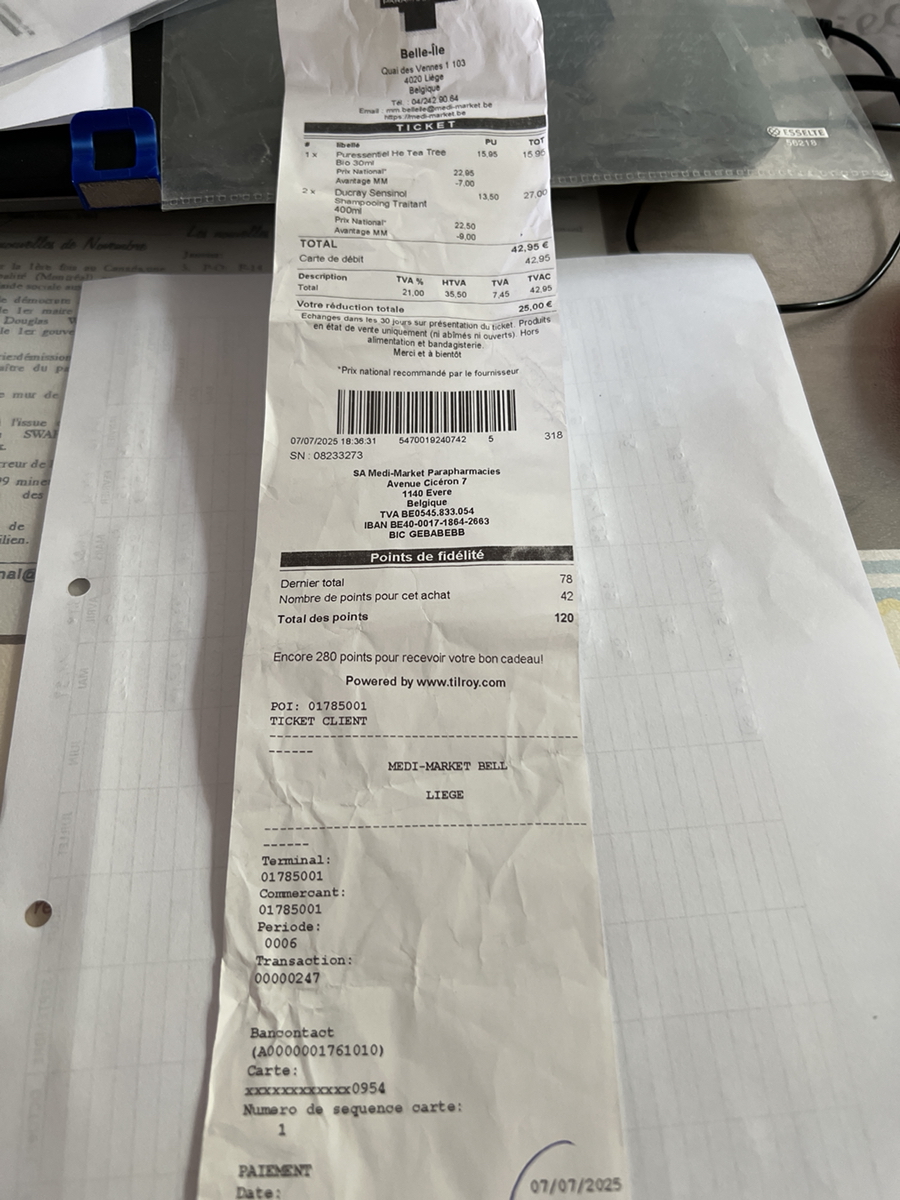 Belle-Île
Quai des Vennes 1 103
4020 Liège
Belgique
Tél. : 04/242 90 64
Email : mm.belleile@medi-market.be
https://medi-market.be
TICKET
# libellé PU TOT
1 x Puressentiel He Tea Tree 15,95 15,95
Bio 30ml
Prix National* 22,95
Avantage MM -7,00
2 x Ducray Sensinol 13,50 27,00
Shampooing Traitant
400ml
Prix National* 22,50
Avantage MM -9,00
TOTAL 42,95 €
Carte de débit 42,95
Description TVA % HTVA TVA TVAC
Total 21,00 35,50 7,45 42,95
Votre réduction totale 25,00 €
Echanges dans les 30 jours sur présentation du ticket. Produits
en état de vente uniquement (ni abîmés ni ouverts). Hors
alimentation et bandagisterie.
Merci et à bientôt
*Prix national recommandé par le fournisseur
07/07/2025 18:36:31 5470019240742 5 318
SN : 08233273
SA Medi-Market Parapharmacies
Avenue Cicéron 7
1140 Evere
Belgique
TVA BE0545.833.054
IBAN BE40-0017-1864-2663
BIC GEBABEBB
Points de fidélité
Dernier total 78
Nombre de points pour cet achat 42
Total des points 120
Encore 280 points pour recevoir votre bon cadeau!
Powered by www.tilroy.com
POI: 01785001
TICKET CLIENT
MEDI-MARKET BELL
LIEGE
Terminal:
01785001
Commercant:
01785001
Periode:
0006
Transaction:
00000247
Bancontact
(A0000001761010)
Carte:
xxxxxxxxxxxx0954
Numero de sequence carte:
1
PAIEMENT
Date: 07/07/2025
ESSELTE
56218
nouvelles de Novembre
Les nouvelles